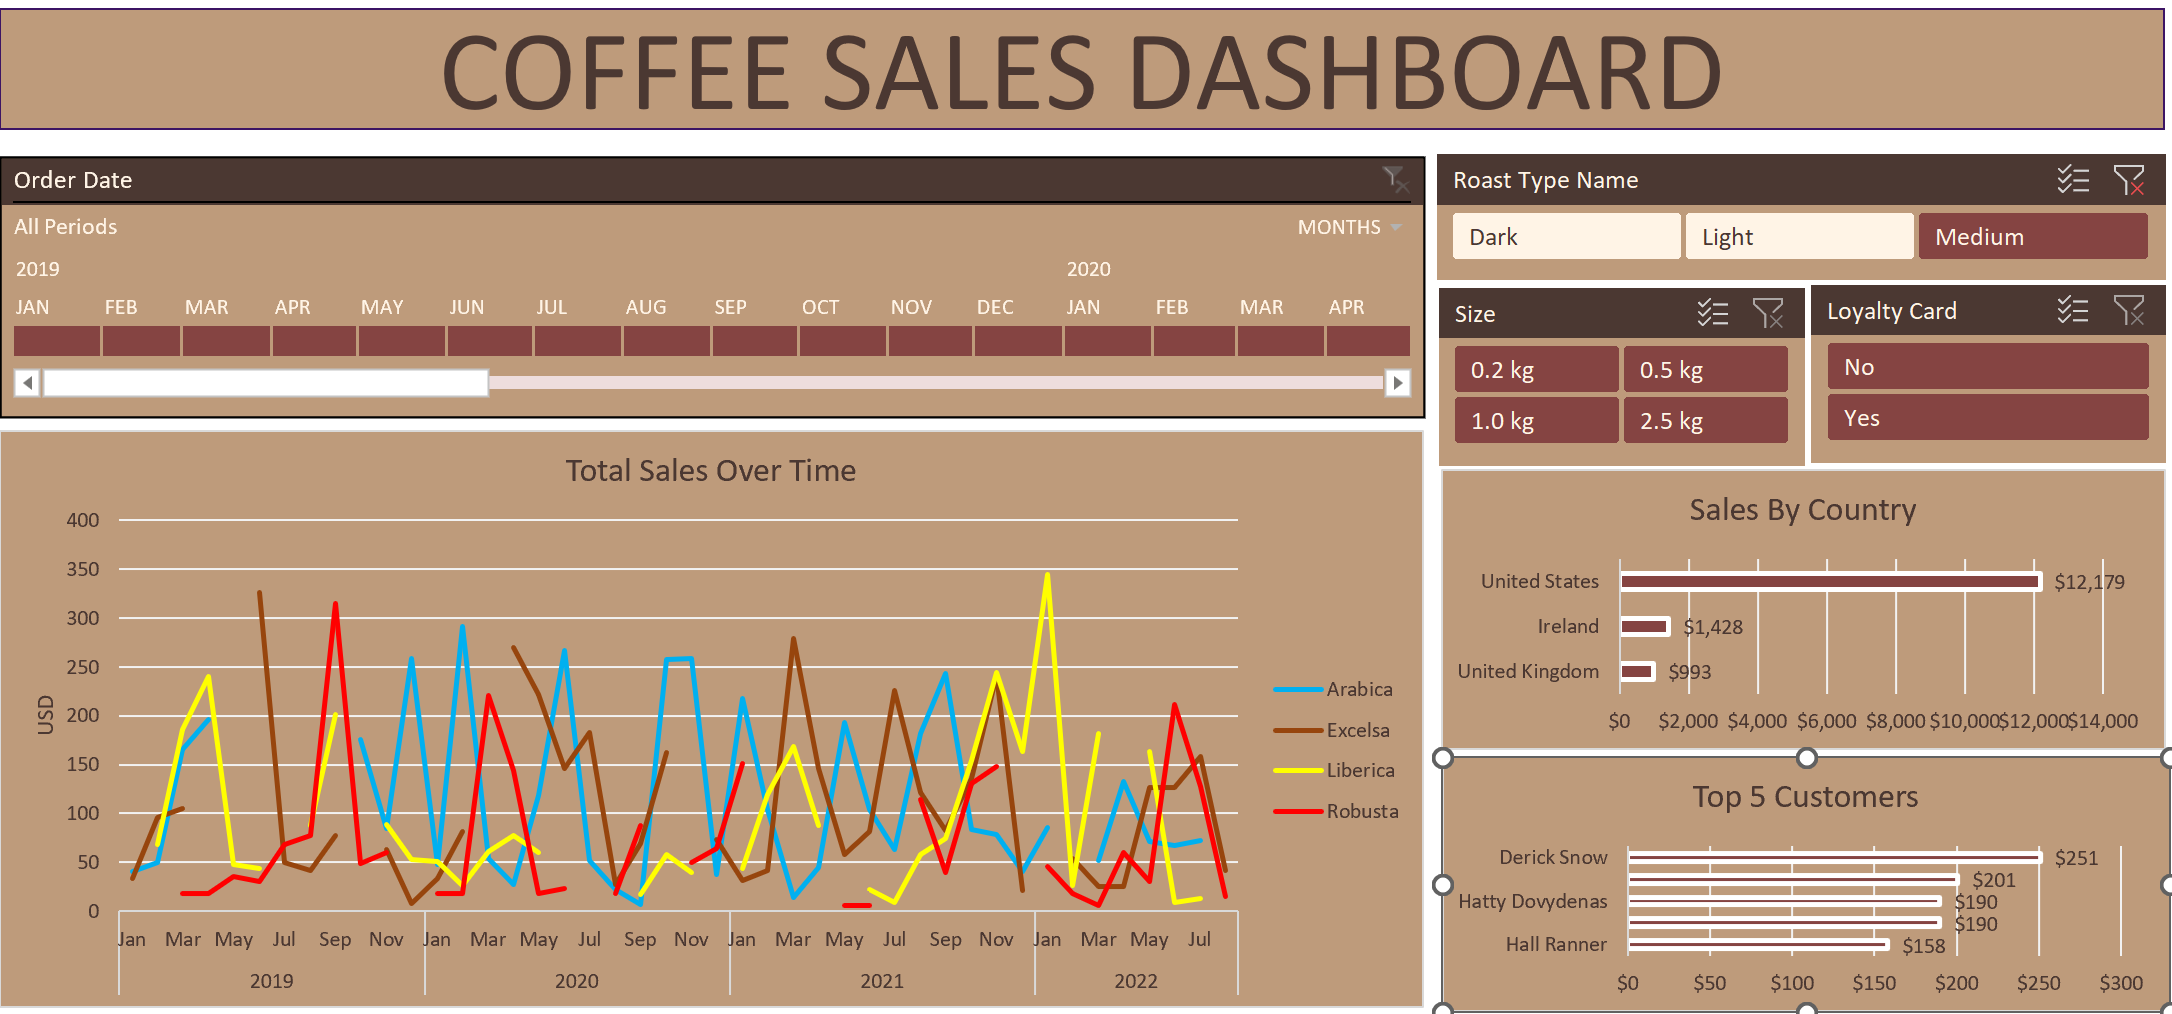 COFFEE SALES DASHBOARD
Order Date
All Periods
MONTHS
2019 2020
JAN FEB MAR APR MAY JUN JUL AUG SEP OCT NOV DEC JAN FEB MAR APR
Roast Type Name
Dark Light Medium
Size
0.2 kg 0.5 kg
1.0 kg 2.5 kg
Loyalty Card
No
Yes
Total Sales Over Time
400
350
300
250
200
150
100
50
0
USD
Jan Mar May Jul Sep Nov Jan Mar May Jul Sep Nov Jan Mar May Jul Sep Nov Jan Mar May Jul
2019 2020 2021 2022
Arabica
Excelsa
Liberica
Robusta
Sales By Country
United States $12,179
Ireland $1,428
United Kingdom $993
$0 $2,000 $4,000 $6,000 $8,000 $10,000 $12,000 $14,000
Top 5 Customers
Derick Snow $251
$201
Hatty Dovydenas $190
$190
Hall Ranner $158
$0 $50 $100 $150 $200 $250 $300